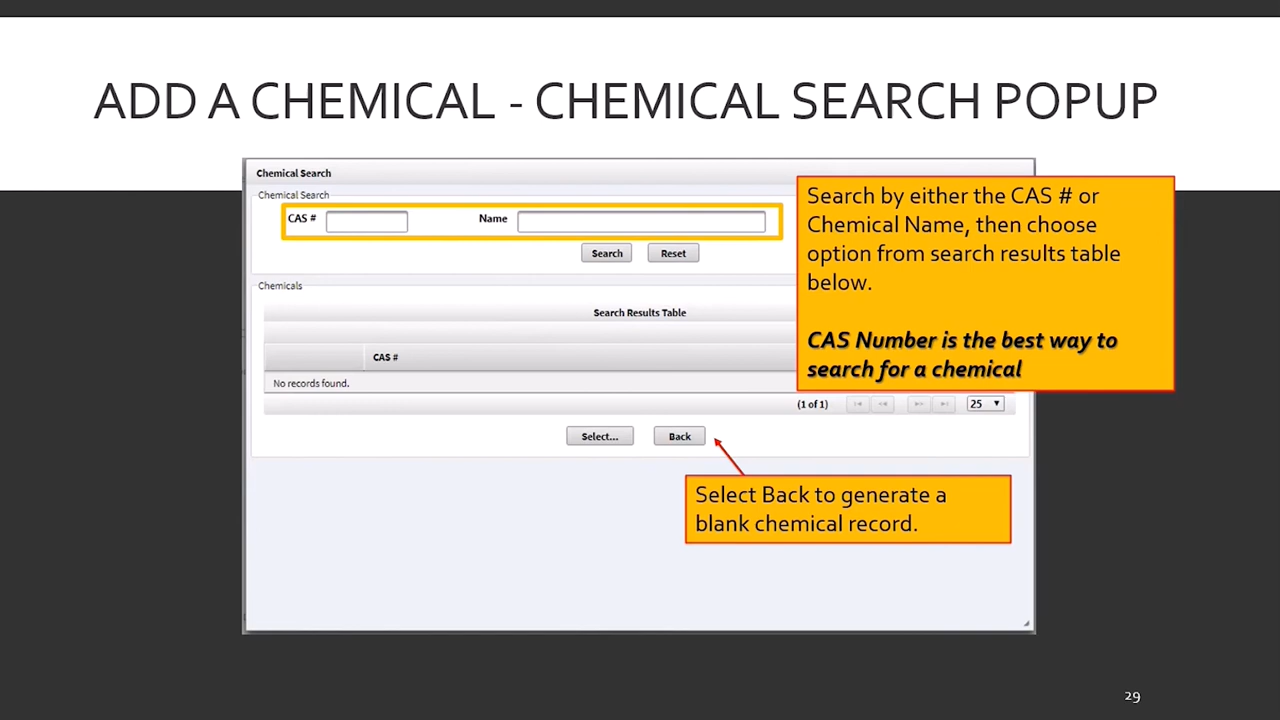 ADD A CHEMICAL - CHEMICAL SEARCH POPUP
Chemical Search
Chemical Search
CAS # Name
Search Reset
Search by either the CAS # or
Chemical Name, then choose
option from search results table
below.
CAS Number is the best way to
search for a chemical
Chemicals
Search Results Table
CAS #
No records found.
(1 of 1) 25
Select... Back
Select Back to generate a
blank chemical record.
29